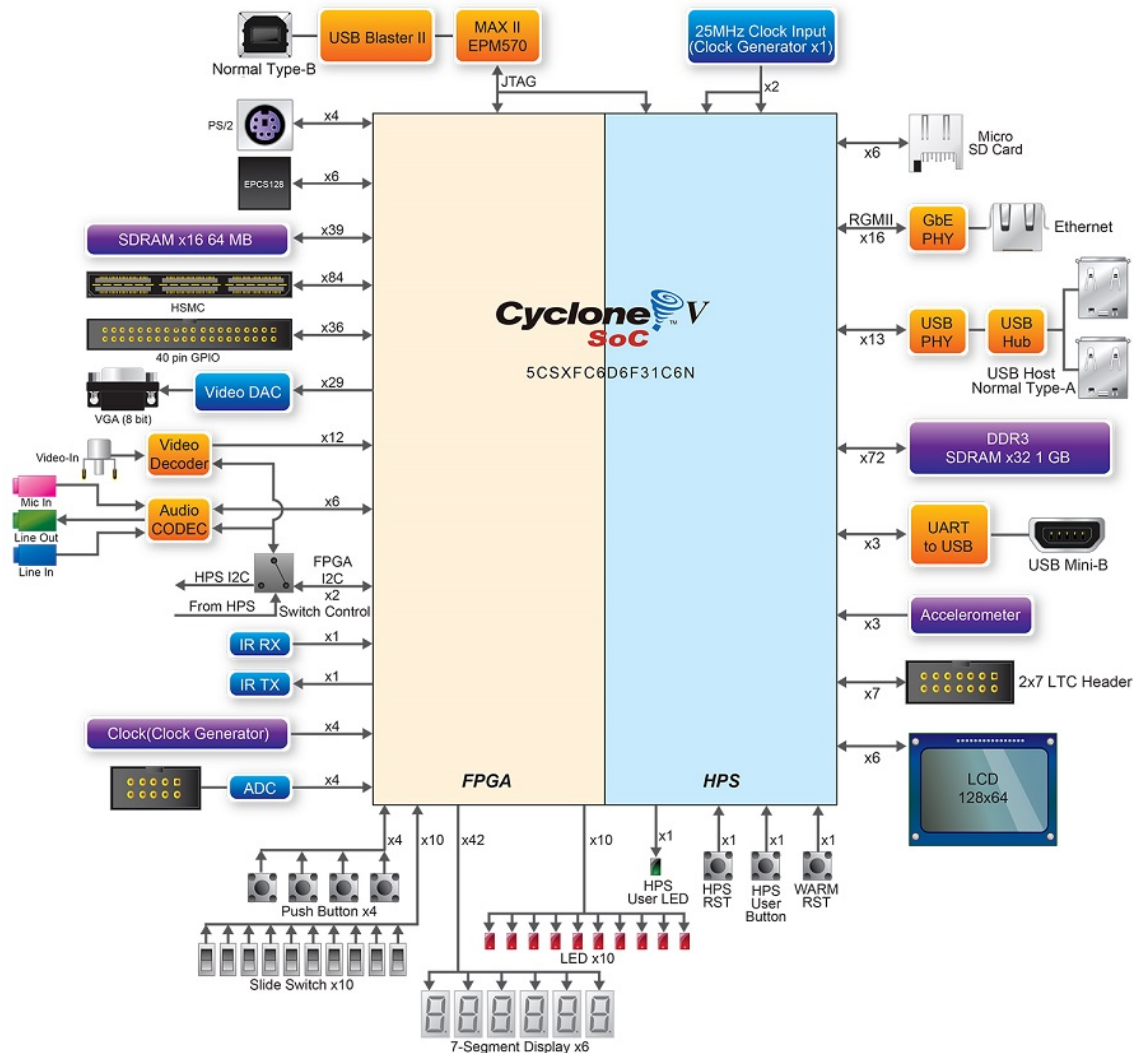 Normal Type-B
USB Blaster II
MAX II
EPM570
25MHz Clock Input
(Clock Generator x1)
JTAG
x2
PS/2
x4
EPCS128
x6
SDRAM x16 64 MB
x39
HSMC
x84
40 pin GPIO
x36
VGA (8 bit)
Video DAC
x29
Video-In
Video
Decoder
x12
Mic In
Line Out
Line In
Audio
CODEC
x6
HPS I2C
From HPS
FPGA
I2C
x2
Switch Control
IR RX
x1
IR TX
x1
Clock(Clock Generator)
x4
ADC
x4
Cyclone V
TM
SoC
5CSXFC6D6F31C6N
FPGA
HPS
x6
Micro
SD Card
RGMII
x16
GbE
PHY
Ethernet
x13
USB
PHY
USB
Hub
USB Host
Normal Type-A
x72
DDR3
SDRAM x32 1 GB
x3
UART
to USB
USB Mini-B
x3
Accelerometer
x7
2x7 LTC Header
x6
LCD
128x64
x4
x10
x42
x10
x1
x1
x1
x1
Push Button x4
Slide Switch x10
7-Segment Display x6
LED x10
HPS
User LED
HPS
RST
HPS
User
Button
WARM
RST